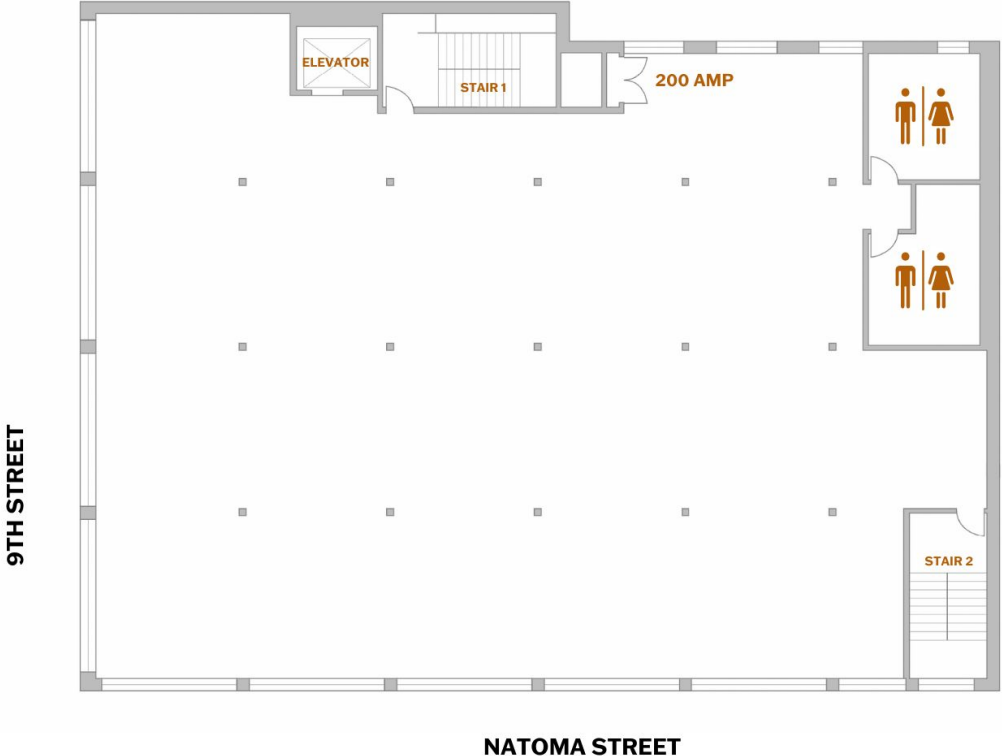 ELEVATOR
STAIR 1
200 AMP
9TH STREET
STAIR 2
NATOMA STREET